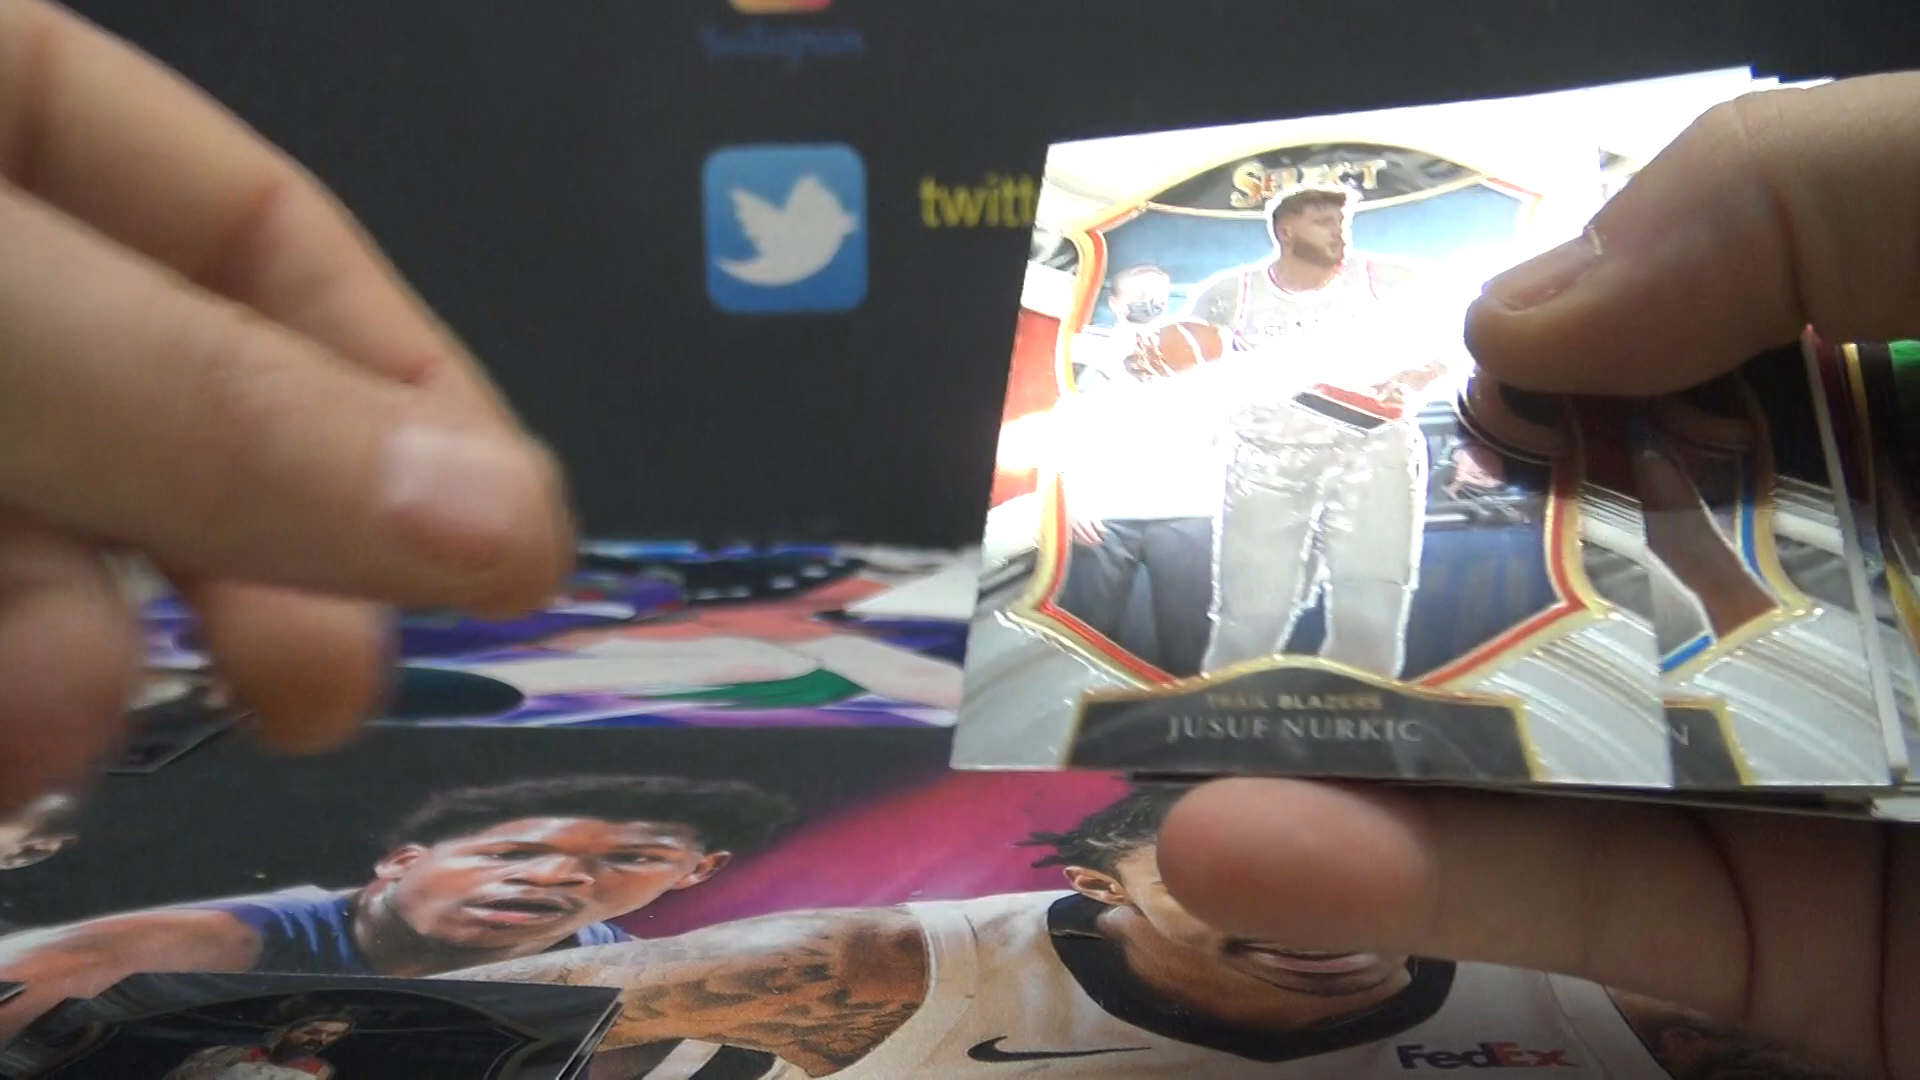 Instagram
twitt
SELECT
TRAIL BLAZERS
JUSUF NURKIC
N
FedEx